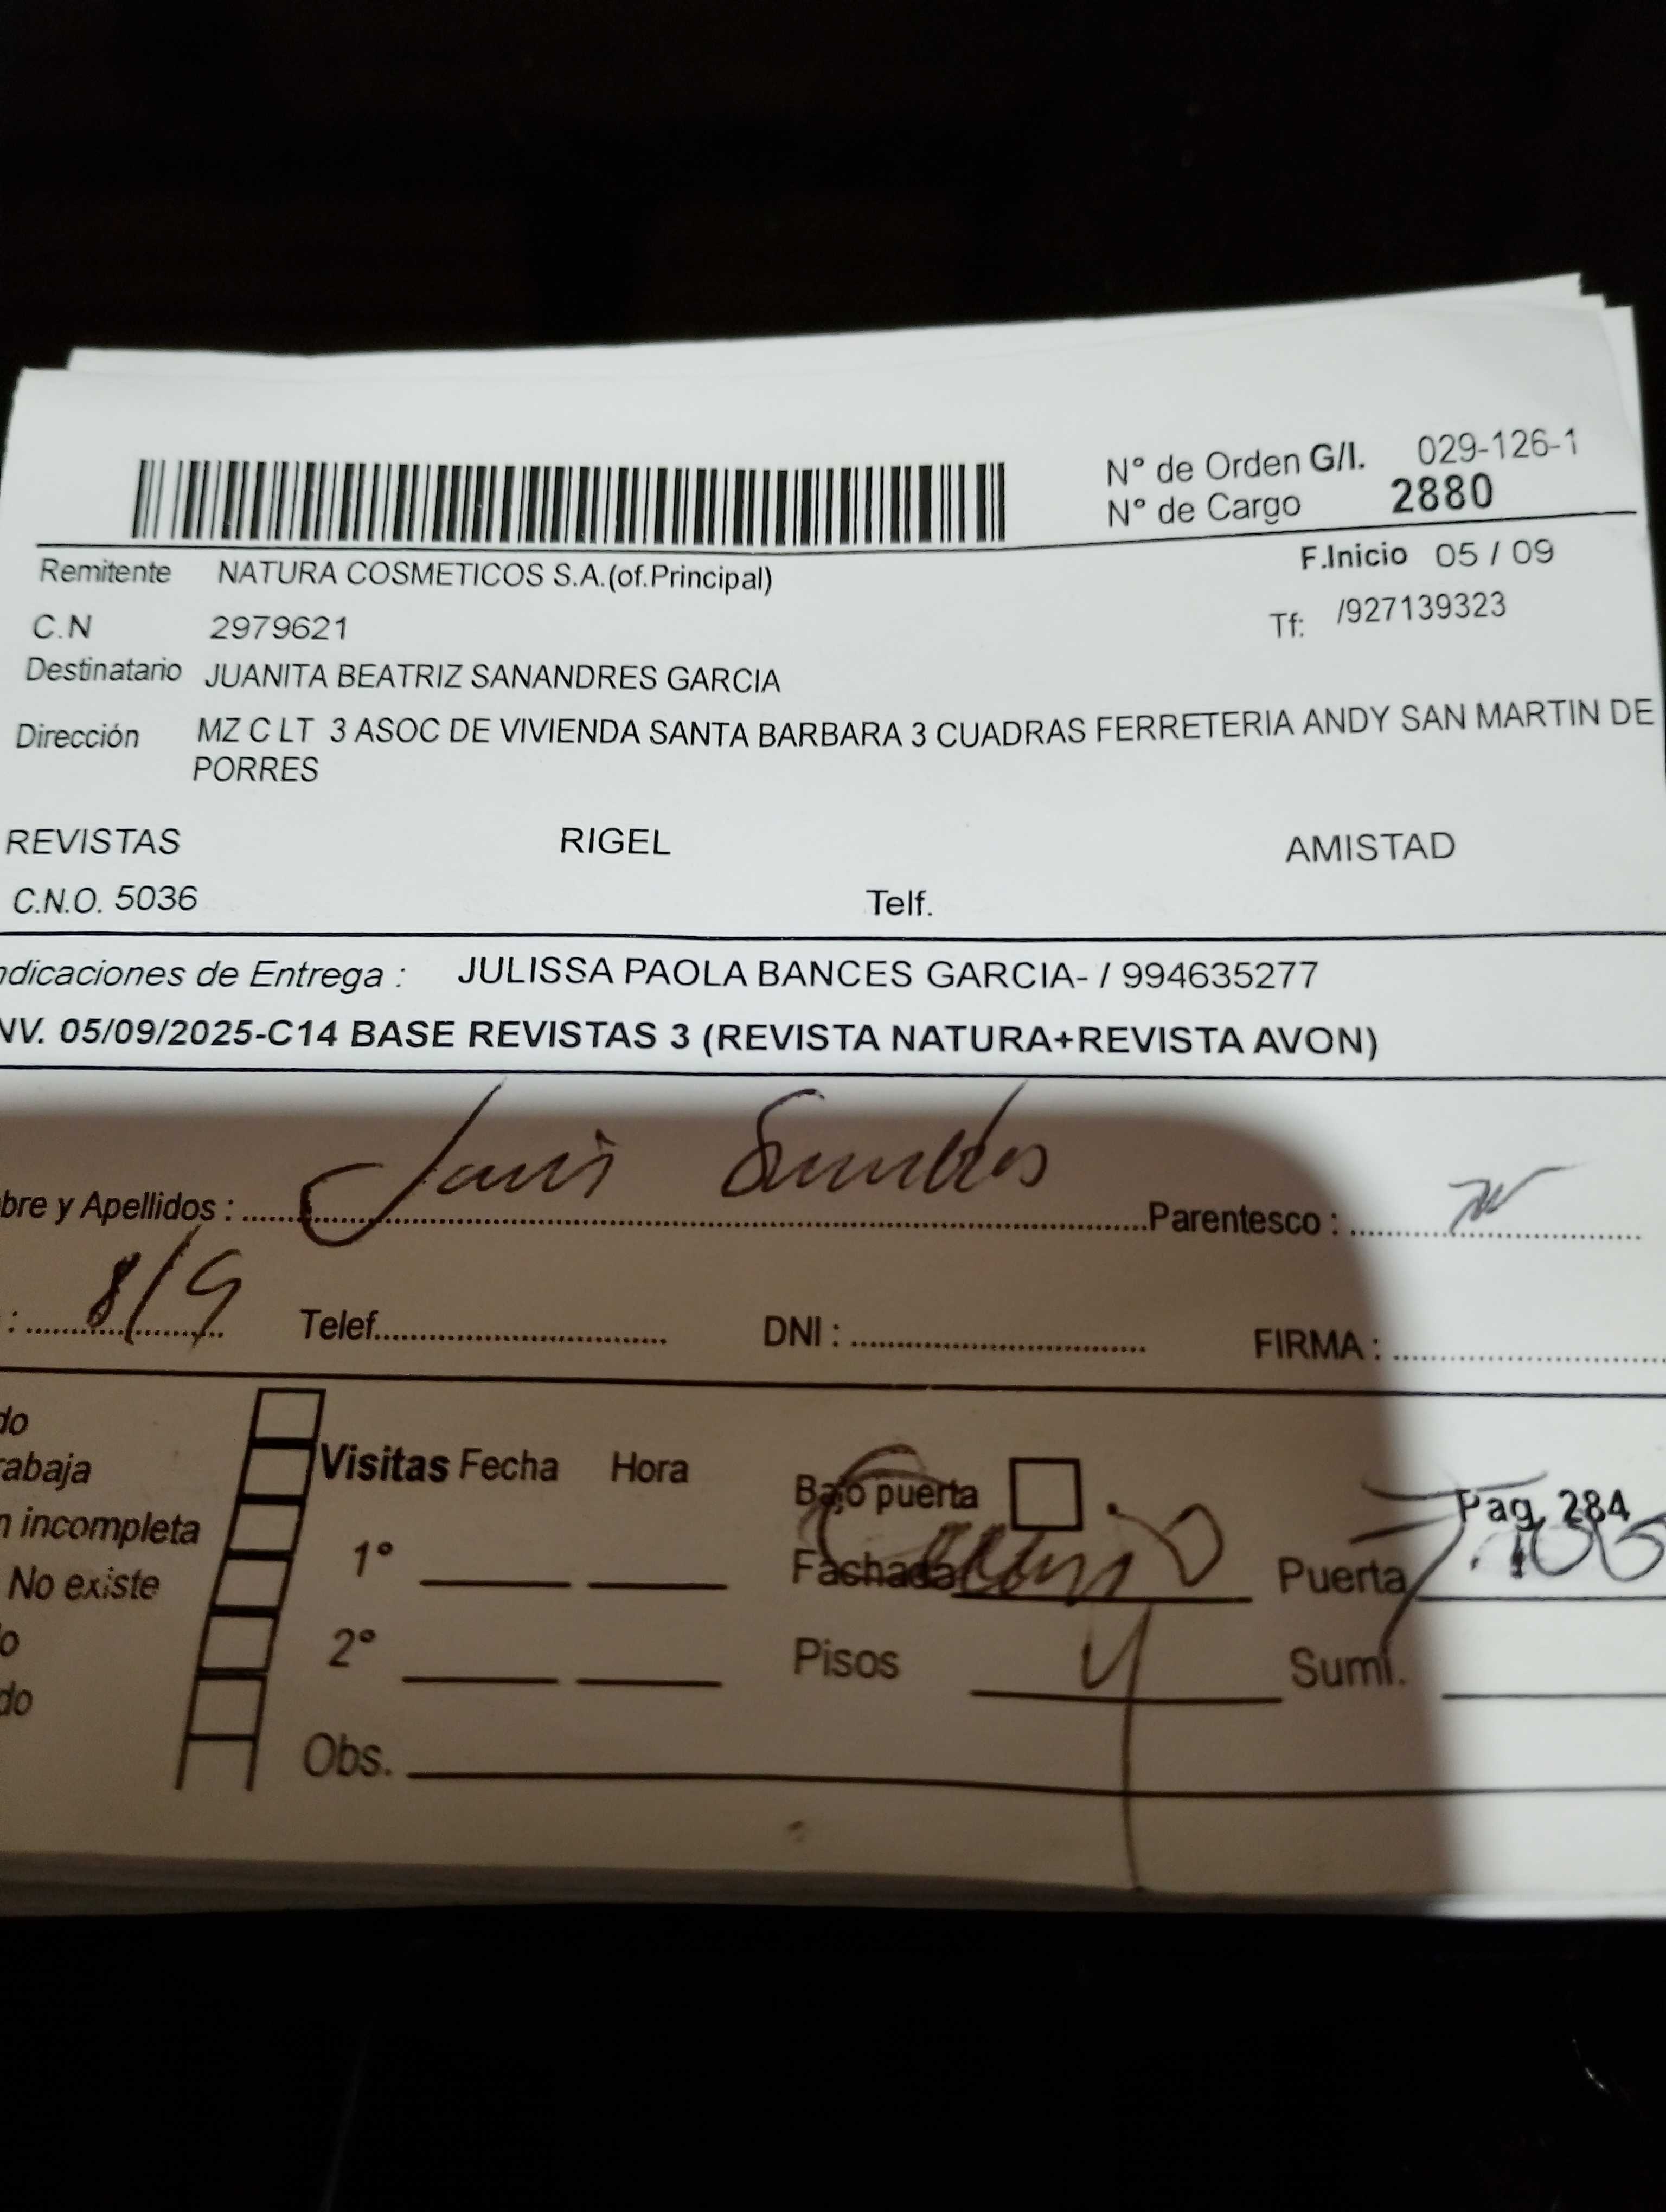 N° de Orden G/I. 029-126-1
N° de Cargo 2880
Remitente NATURA COSMETICOS S.A.(of.Principal) F.Inicio 05 / 09
C.N 2979621 Tf: /927139323
Destinatario JUANITA BEATRIZ SANANDRES GARCIA
Dirección MZ C LT 3 ASOC DE VIVIENDA SANTA BARBARA 3 CUADRAS FERRETERIA ANDY SAN MARTIN DE
PORRES
REVISTAS RIGEL AMISTAD
C.N.O. 5036 Telf.
ndicaciones de Entrega : JULISSA PAOLA BANCES GARCIA- / 994635277
NV. 05/09/2025-C14 BASE REVISTAS 3 (REVISTA NATURA+REVISTA AVON)
bre y Apellidos : Parentesco :
: 8/9 Telef. DNI : FIRMA :
do
rabaja Visitas Fecha Hora Bajo puerta Pag. 284
n incompleta
No existe 1° Fachada Puerta
o 2° Pisos 4 Sumi.
do
Obs.